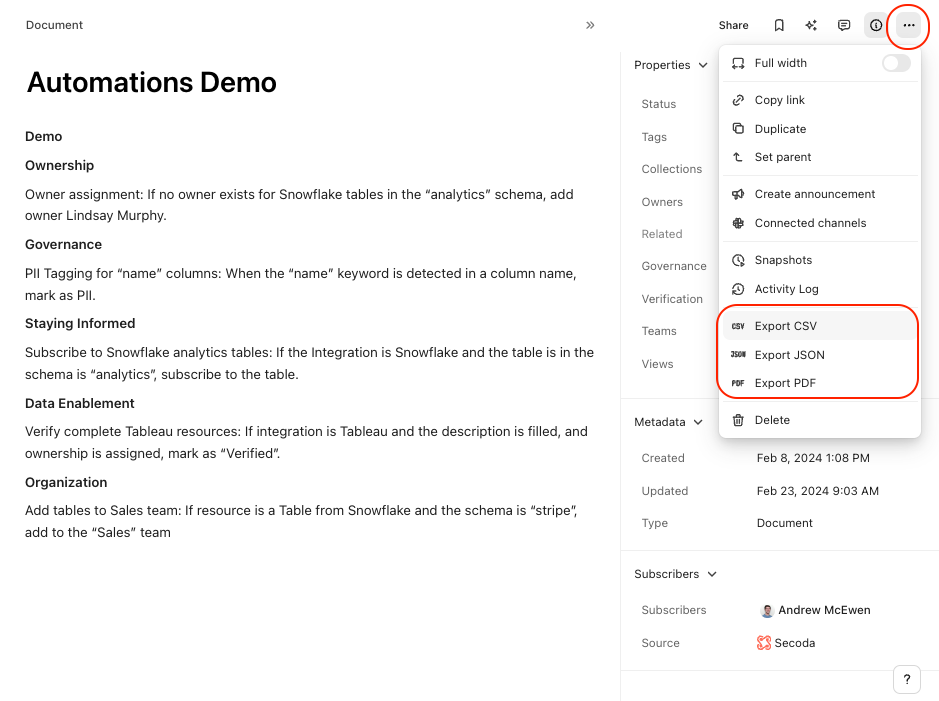 Document
»
Share
Automations Demo
Demo
Ownership
Owner assignment: If no owner exists for Snowflake tables in the “analytics” schema, add
owner Lindsay Murphy.
Governance
PII Tagging for “name” columns: When the “name” keyword is detected in a column name,
mark as PII.
Staying Informed
Subscribe to Snowflake analytics tables: If the Integration is Snowflake and the table is in the
schema is “analytics”, subscribe to the table.
Data Enablement
Verify complete Tableau resources: If integration is Tableau and the description is filled, and
ownership is assigned, mark as “Verified”.
Organization
Add tables to Sales team: If resource is a Table from Snowflake and the schema is “stripe”,
add to the “Sales” team
Properties
Status
Tags
Collections
Owners
Related
Governance
Verification
Teams
Views
Full width
Copy link
Duplicate
Set parent
Create announcement
Connected channels
Snapshots
Activity Log
CSV Export CSV
JSON Export JSON
PDF Export PDF
Delete
Metadata
Created Feb 8, 2024 1:08 PM
Updated Feb 23, 2024 9:03 AM
Type Document
Subscribers
Subscribers Andrew McEwen
Source Secoda
?